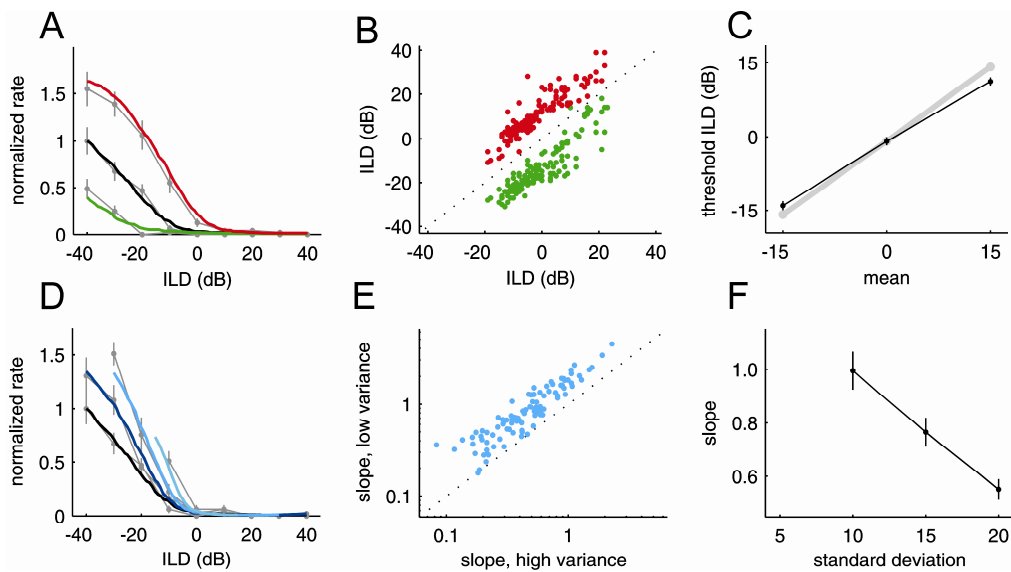 A
normalized rate
1.5
1
0.5
0
-40
-20
0
20
40
ILD (dB)
B
ILD (dB)
40
20
0
-20
-40
-20
0
20
40
ILD (dB)
C
threshold ILD (dB)
15
0
-15
-15
0
15
mean
D
normalized rate
1.5
1
0.5
0
-40
-20
0
20
40
ILD (dB)
E
slope, low variance
1
0.1
0.1
1
slope, high variance
F
slope
1.0
0.8
0.6
5
10
15
20
standard deviation